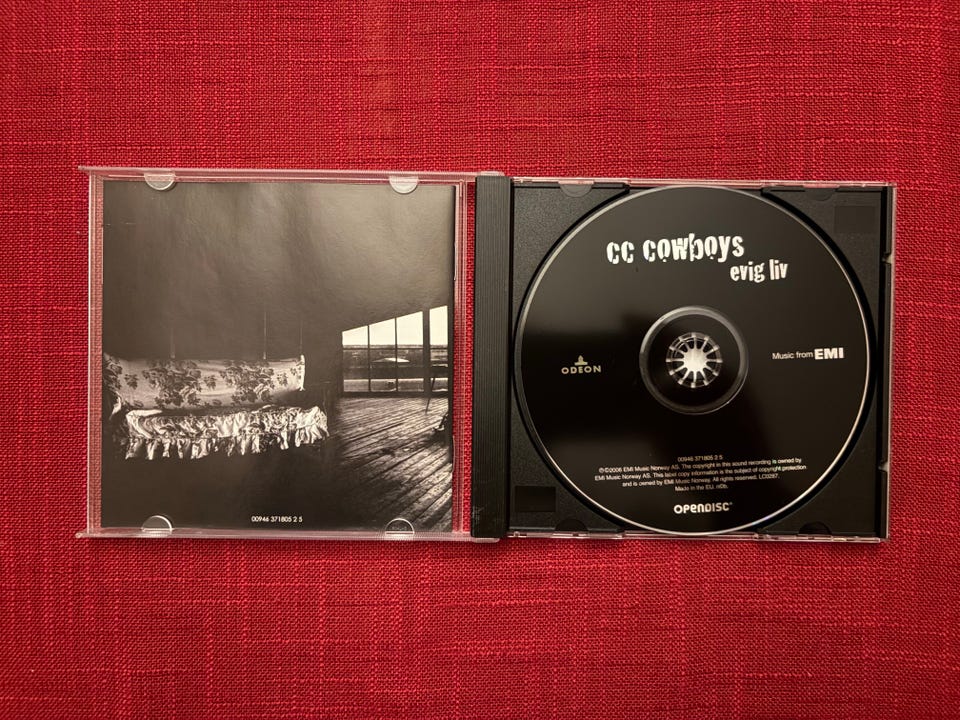 00946 371805 2 5
cc cowboys
evig liv
ODEON
Music from EMI
00946 371805 2 5
℗©2006 EMI Music Norway AS. The copyright in this sound recording is owned by
EMI Music Norway AS. This label copy information is the subject of copyright protection
and is owned by EMI Music Norway. All rights reserved. LC0287.
Made in the EU. n©b.
OPENDISC